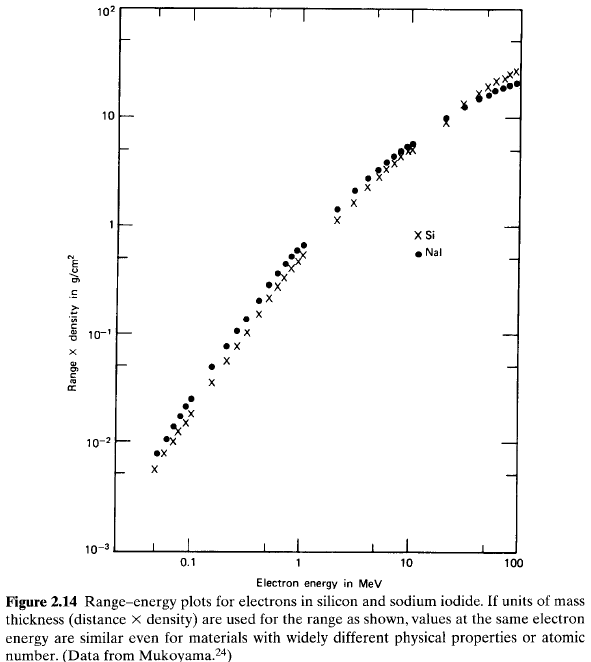 10²
10
1
10⁻¹
10⁻²
10⁻³
Range × density in g/cm²
× Si
● NaI
0.1 1 10 100
Electron energy in MeV
Figure 2.14 Range–energy plots for electrons in silicon and sodium iodide. If units of mass
thickness (distance × density) are used for the range as shown, values at the same electron
energy are similar even for materials with widely different physical properties or atomic
number. (Data from Mukoyama.²⁴)